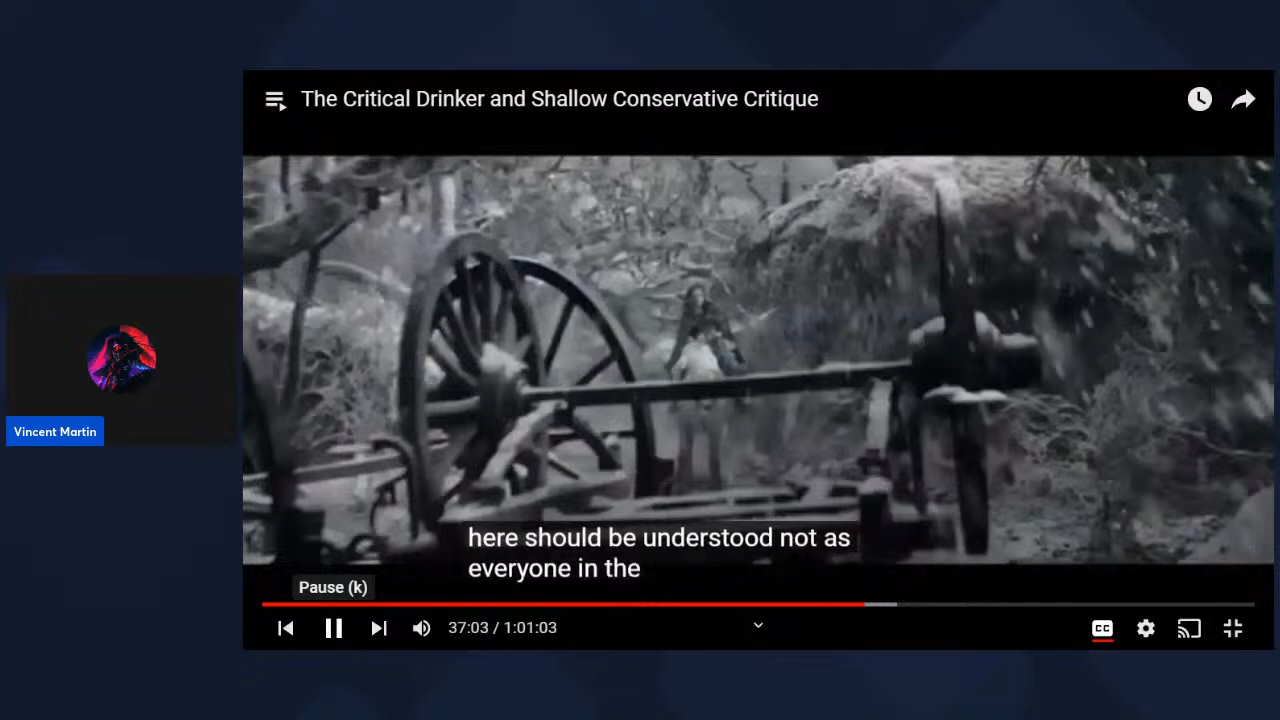 The Critical Drinker and Shallow Conservative Critique
Vincent Martin
here should be understood not as
everyone in the
Pause (k)
37:03 / 1:01:03
CC